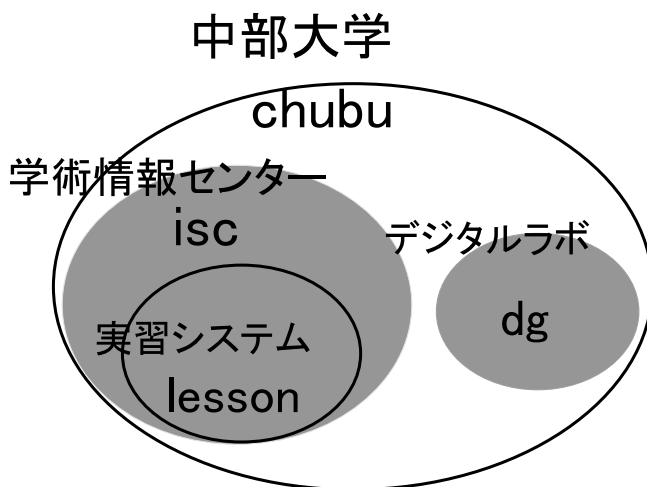 中部大学
chubu
学術情報センター
isc
デジタルラボ
dg
実習システム
lesson